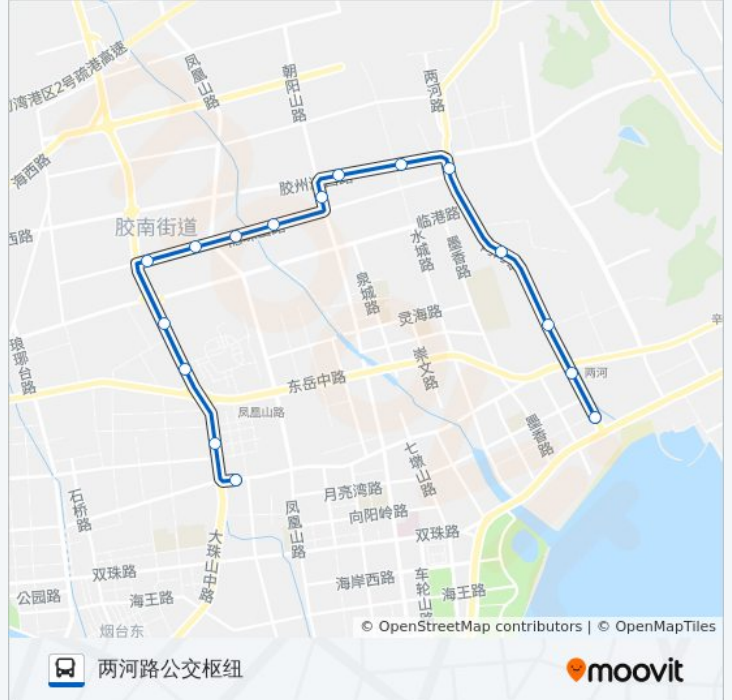 湾港区2号疏港高速
凤凰山路
朝阳山路
两河路
海西路
胶州
胶南街道
西路
临港路
水城路
墨香路
泉城路
灵海路
琅琊台路
崇文路
两河
东岳中路
凤凰山路
墨香路
七墩山路
石桥路
月亮湾路
凤凰山路
向阳岭路
大珠山中路
双珠路
双珠路
海岸西路
车轮山路
公园路
海王路
海王路
烟台东
© OpenStreetMap contributors | © OpenMapTiles
两河路公交枢纽
moovit